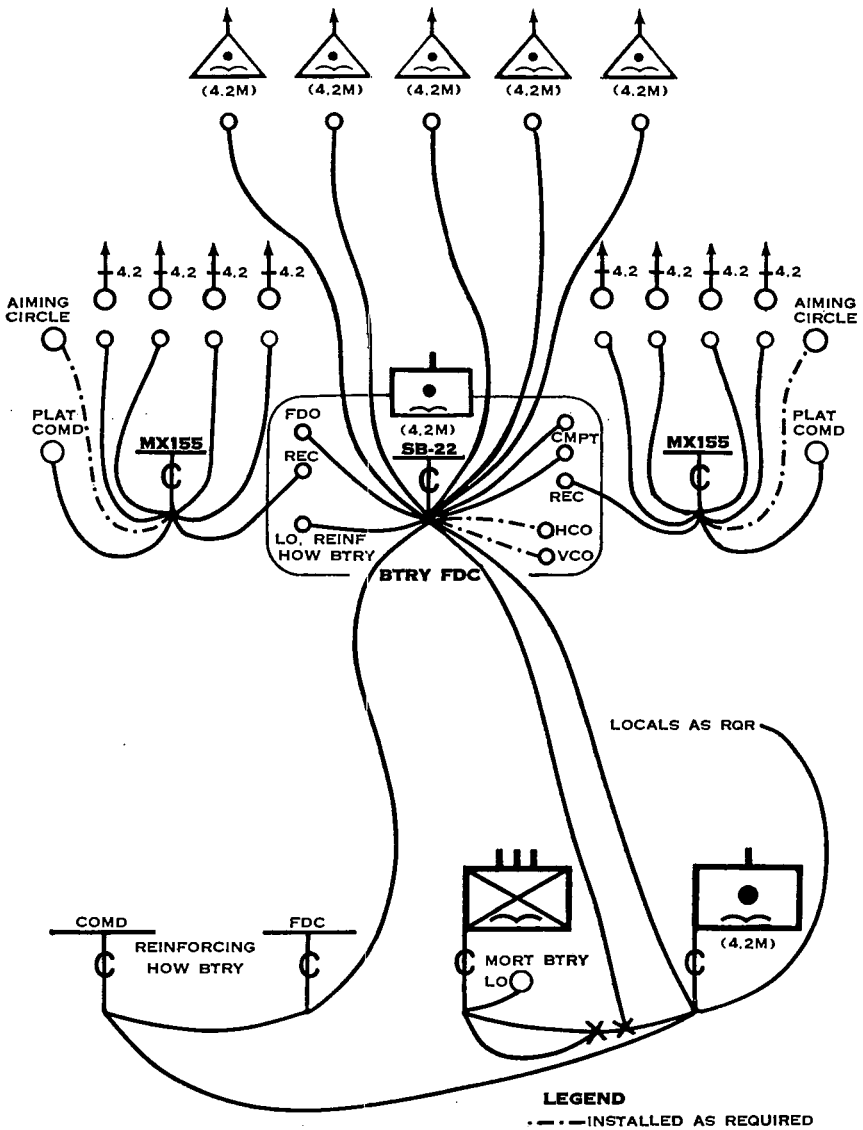 (4.2M) (4.2M) (4.2M) (4.2M) (4.2M)
4.2 4.2 4.2 4.2
4.2 4.2 4.2 4.2
AIMING
CIRCLE
AIMING
CIRCLE
PLAT
COMD
MX155
FDO
REC
LO, REINF
HOW BTRY
(4.2M)
SB-22
CMPT
REC
HCO
VCO
BTRY FDC
MX155
PLAT
COMD
LOCALS AS RQR
COMD
REINFORCING
HOW BTRY
FDC
MORT BTRY
LO
(4.2M)
LEGEND
INSTALLED AS REQUIRED